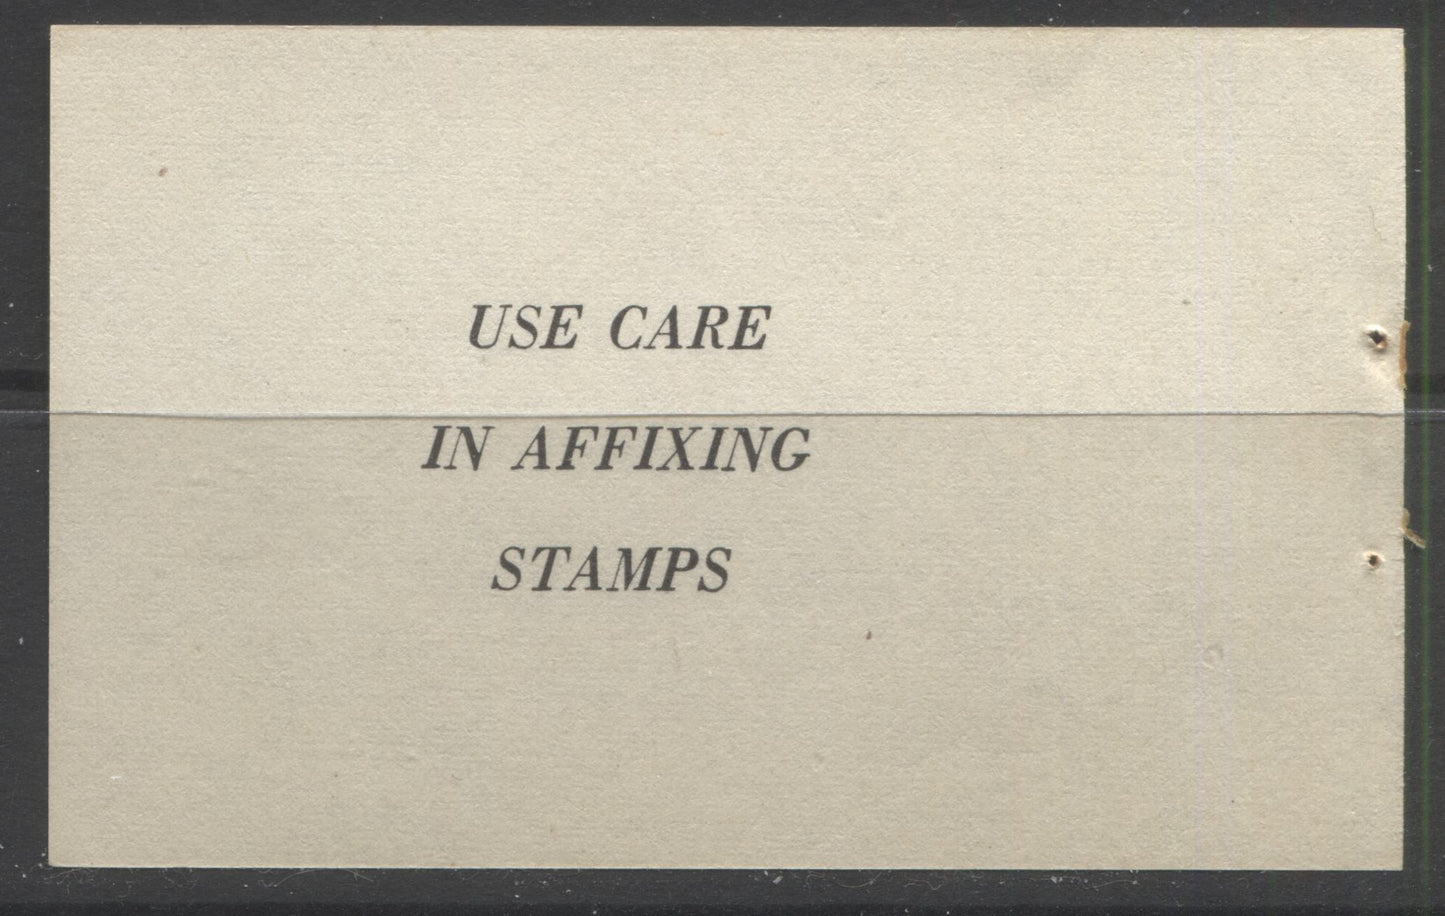 USE CARE
IN AFFIXING
STAMPS